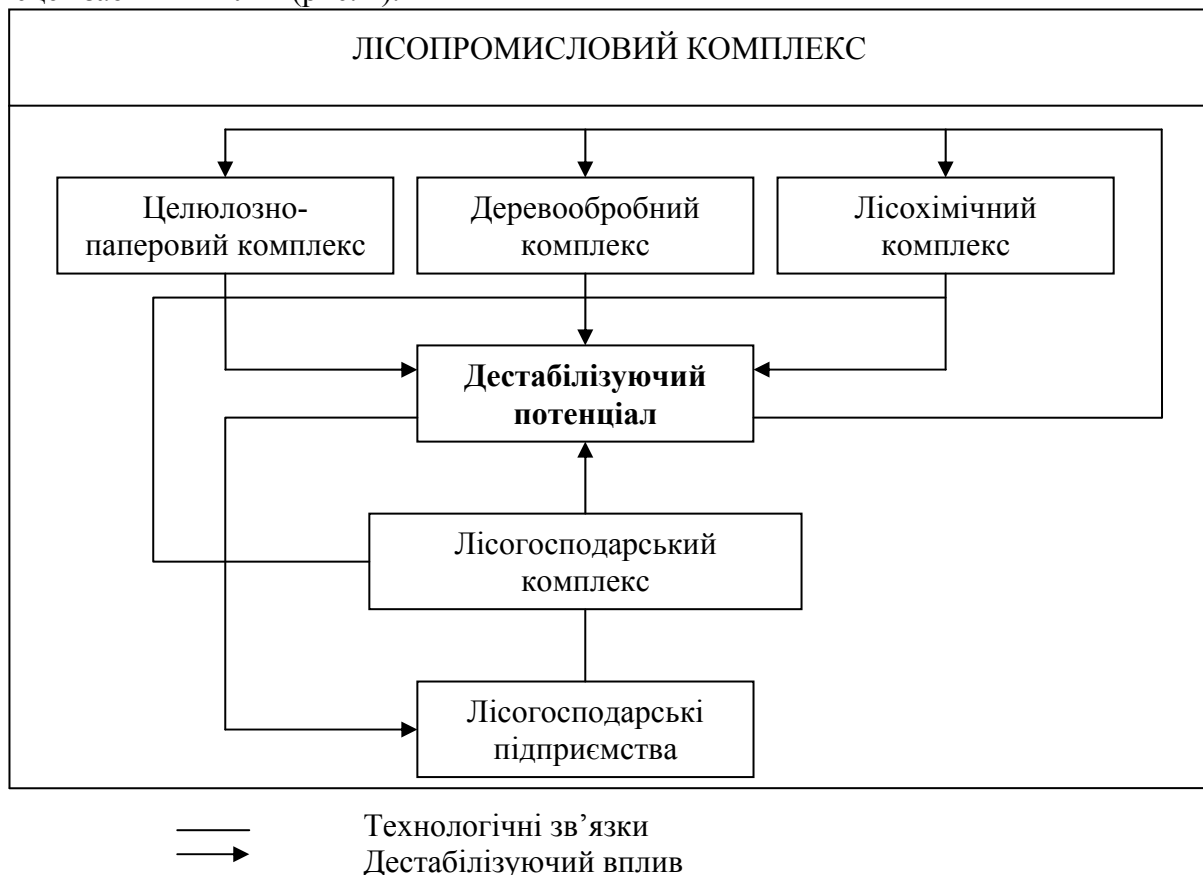 ЛІСОПРОМИСЛОВИЙ КОМПЛЕКС
Целюлозно-
паперовий комплекс
Деревообробний
комплекс
Лісохімічний
комплекс
Дестабілізуючий
потенціал
Лісогосподарський
комплекс
Лісогосподарські
підприємства
Технологічні зв’язки
Дестабілізуючий вплив